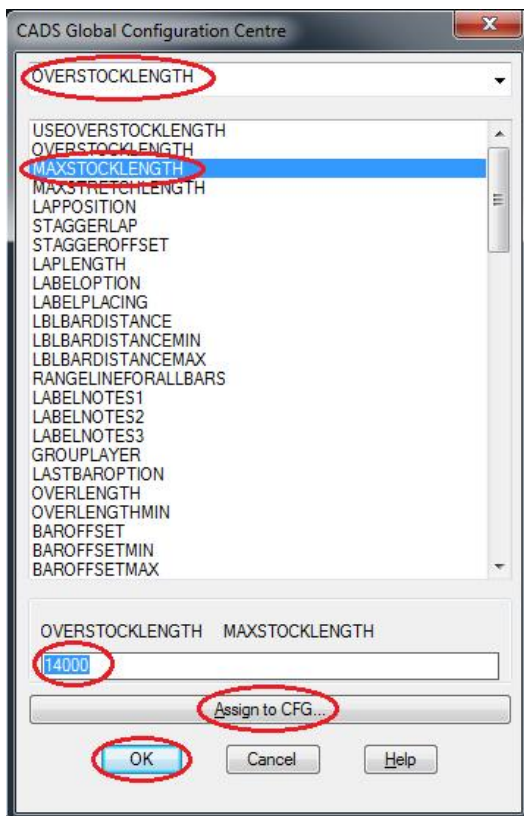 CADS Global Configuration Centre
OVERSTOCKLENGTH
USEOVERSTOCKLENGTH
OVERSTOCKLENGTH
MAXSTOCKLENGTH
MAXSTRETCHLENGTH
LAPPOSITION
STAGGERLAP
STAGGEROFFSET
LAPLENGTH
LABELOPTION
LABELPLACING
LBLBARDISTANCE
LBLBARDISTANCEMIN
LBLBARDISTANCEMAX
RANGELINEFORALLBARS
LABELNOTES1
LABELNOTES2
LABELNOTES3
GROUPLAYER
LASTBAROPTION
OVERLENGTH
OVERLENGTHMIN
BAROFFSET
BAROFFSETMIN
BAROFFSETMAX
OVERSTOCKLENGTH MAXSTOCKLENGTH
14000
Assign to CFG...
OK Cancel Help